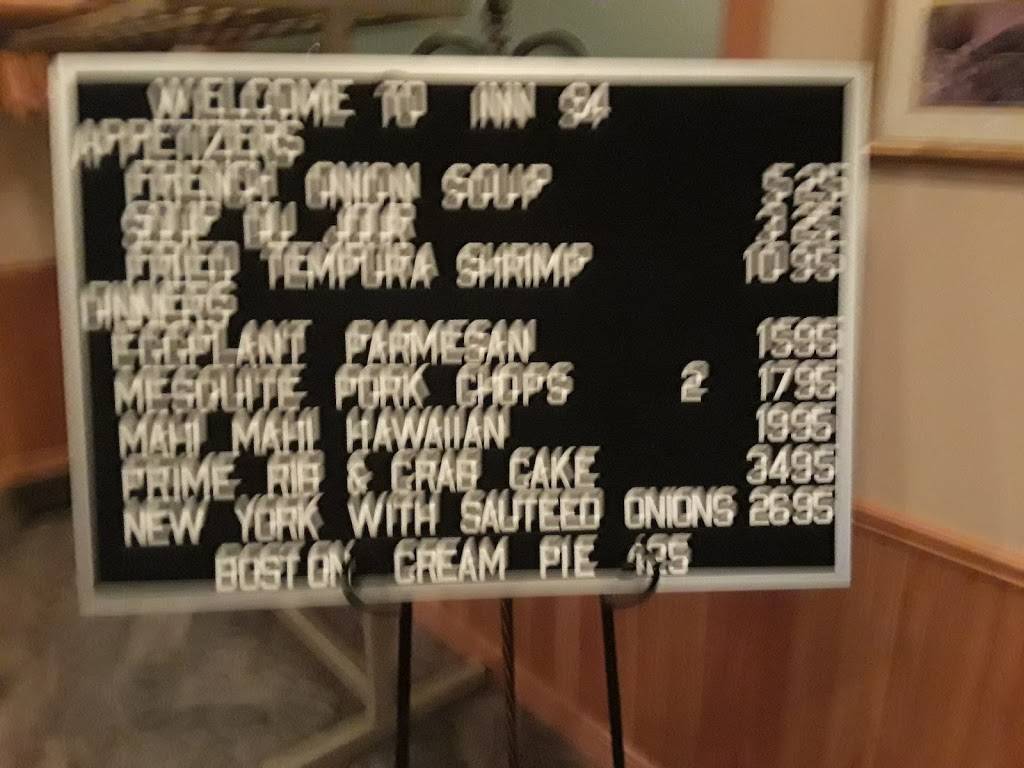 WELCOME TO INN 94
APPETIZERS
FRENCH ONION SOUP 525
SOUP DU JOUR
FRIED TEMPURA SHRIMP 1095
DINNERS
EGGPLANT PARMESAN 1595
MESQUITE PORK CHOPS 2 1795
MAHI MAHI HAWAIIAN 1995
PRIME RIB & CRAB CAKE 3495
NEW YORK WITH SAUTEED ONIONS 2695
BOSTON CREAM PIE